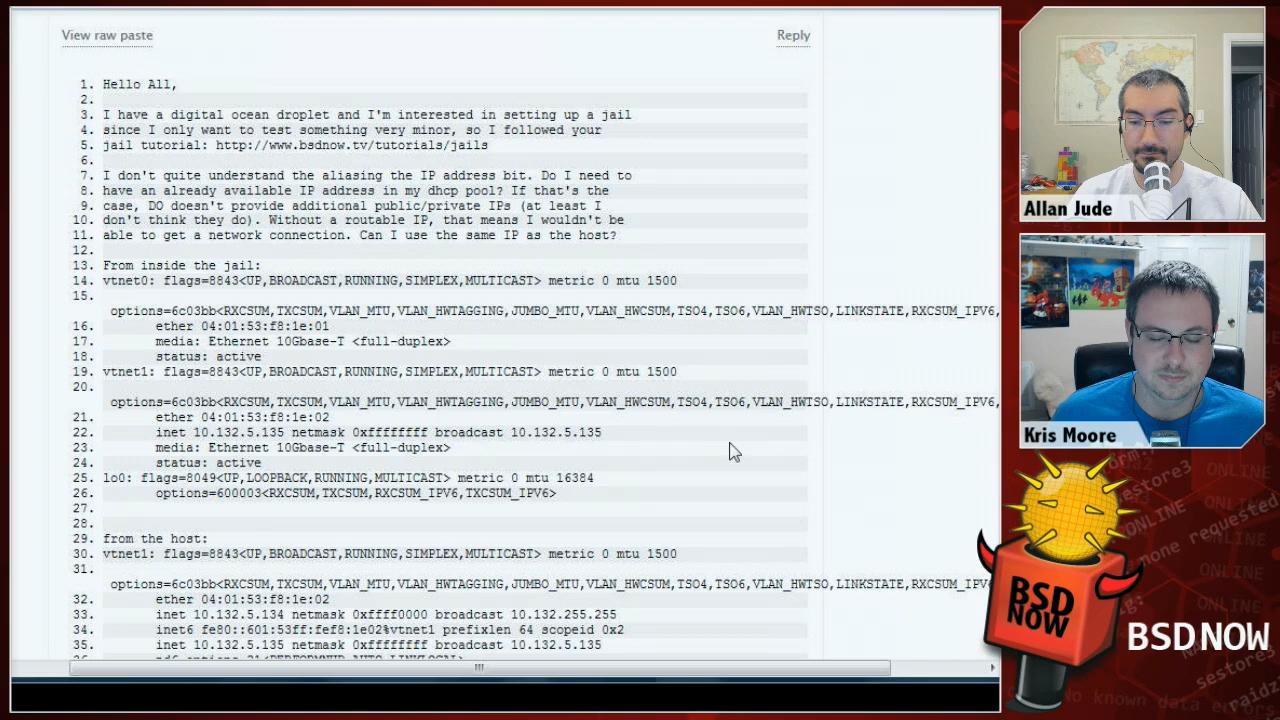 View raw paste
Reply
1. Hello All,
2.
3. I have a digital ocean droplet and I'm interested in setting up a jail
4. since I only want to test something very minor, so I followed your
5. jail tutorial: http://www.bsdnow.tv/tutorials/jails
6.
7. I don't quite understand the aliasing the IP address bit. Do I need to
8. have an already available IP address in my dhcp pool? If that's the
9. case, DO doesn't provide additional public/private IPs (at least I
10. don't think they do). Without a routable IP, that means I wouldn't be
11. able to get a network connection. Can I use the same IP as the host?
12.
13. From inside the jail:
14. vtnet0: flags=8843<UP,BROADCAST,RUNNING,SIMPLEX,MULTICAST> metric 0 mtu 1500
15.
options=6c03bb<RXCSUM,TXCSUM,VLAN_MTU,VLAN_HWTAGGING,JUMBO_MTU,VLAN_HWCSUM,TSO4,TSO6,VLAN_HWTSO,LINKSTATE,RXCSUM_IPV6,
16. ether 04:01:53:f8:1e:01
17. media: Ethernet 10Gbase-T <full-duplex>
18. status: active
19. vtnet1: flags=8843<UP,BROADCAST,RUNNING,SIMPLEX,MULTICAST> metric 0 mtu 1500
20.
options=6c03bb<RXCSUM,TXCSUM,VLAN_MTU,VLAN_HWTAGGING,JUMBO_MTU,VLAN_HWCSUM,TSO4,TSO6,VLAN_HWTSO,LINKSTATE,RXCSUM_IPV6,
21. ether 04:01:53:f8:1e:02
22. inet 10.132.5.135 netmask 0xffffffff broadcast 10.132.5.135
23. media: Ethernet 10Gbase-T <full-duplex>
24. status: active
25. lo0: flags=8049<UP,LOOPBACK,RUNNING,MULTICAST> metric 0 mtu 16384
26. options=600003<RXCSUM,TXCSUM,RXCSUM_IPV6,TXCSUM_IPV6>
27.
28.
29. from the host:
30. vtnet1: flags=8843<UP,BROADCAST,RUNNING,SIMPLEX,MULTICAST> metric 0 mtu 1500
31.
options=6c03bb<RXCSUM,TXCSUM,VLAN_MTU,VLAN_HWTAGGING,JUMBO_MTU,VLAN_HWCSUM,TSO4,TSO6,VLAN_HWTSO,LINKSTATE,RXCSUM_IPV6,
32. ether 04:01:53:f8:1e:02
33. inet 10.132.5.134 netmask 0xffff0000 broadcast 10.132.255.255
34. inet6 fe80::601:53ff:fef8:1e02%vtnet1 prefixlen 64 scopeid 0x2
35. inet 10.132.5.135 netmask 0xffffffff broadcast 10.132.5.135
Allan Jude
Kris Moore
BSD
NOW
BSDNOW